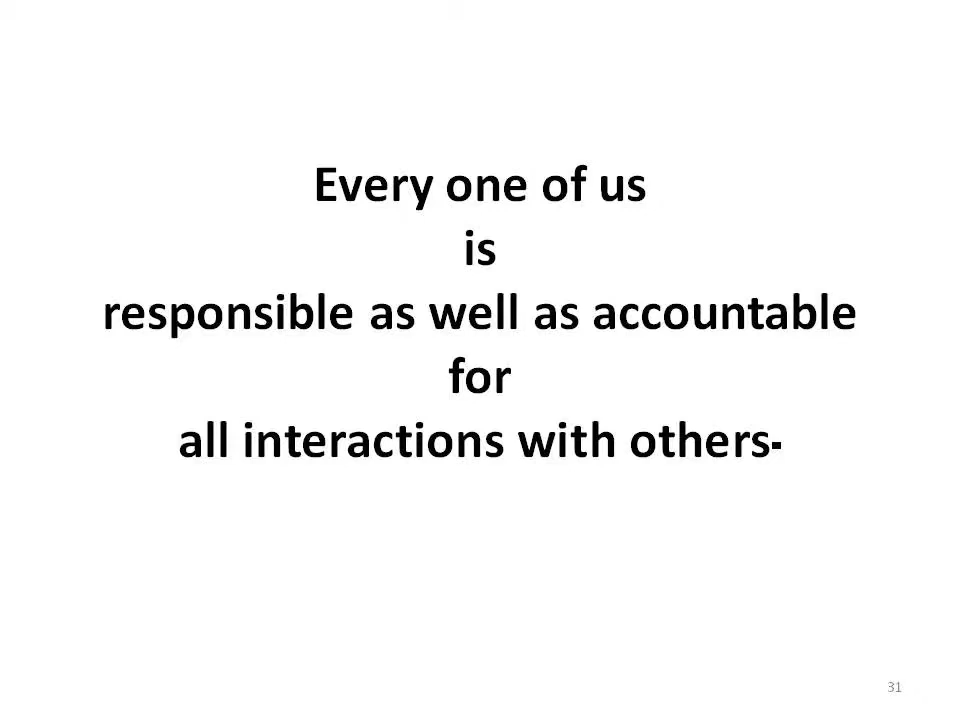 Every one of us
is
responsible as well as accountable
for
all interactions with others-
31